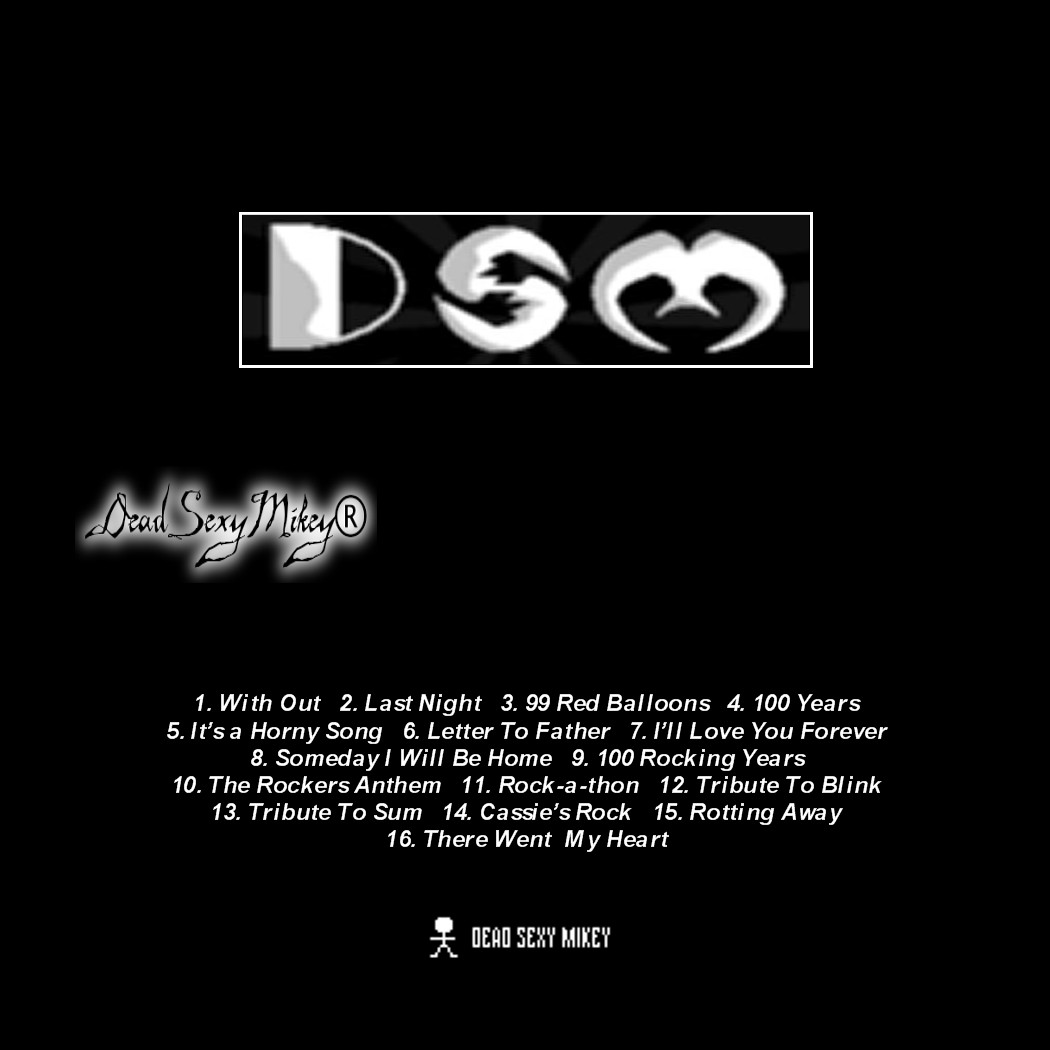 DSM
Dead Sexy Mikey®
1. With Out 2. Last Night 3. 99 Red Balloons 4. 100 Years
5. It's a Horny Song 6. Letter To Father 7. I'll Love You Forever
8. Someday I Will Be Home 9. 100 Rocking Years
10. The Rockers Anthem 11. Rock-a-thon 12. Tribute To Blink
13. Tribute To Sum 14. Cassie's Rock 15. Rotting Away
16. There Went My Heart
DEAD SEXY MIKEY